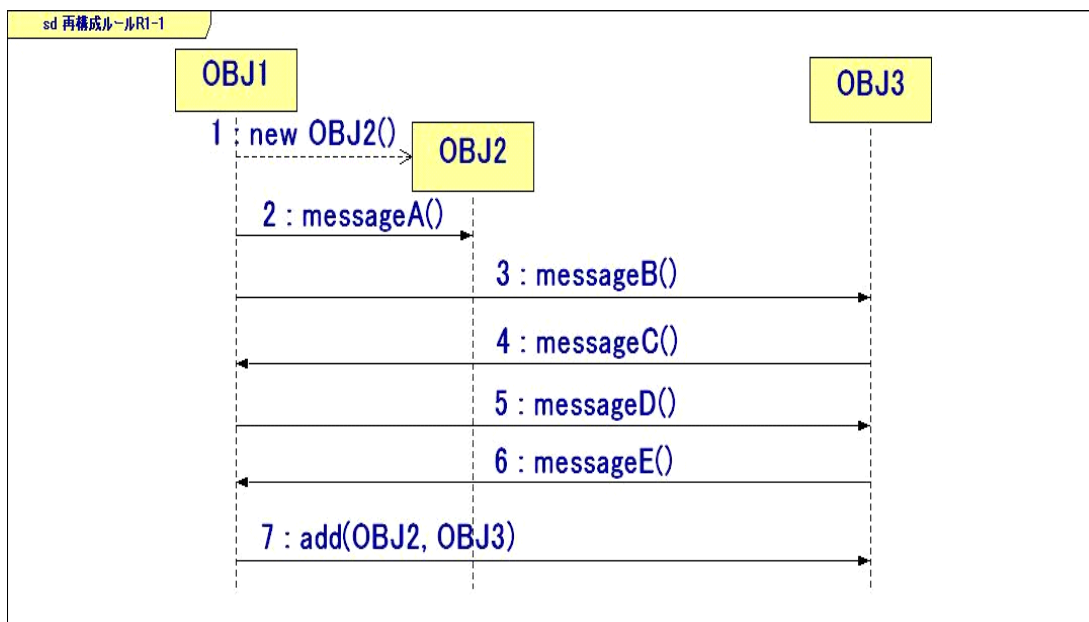 sd 再構成ルールR1-1
OBJ1
OBJ3
1 : new OBJ2()
OBJ2
2 : messageA()
3 : messageB()
4 : messageC()
5 : messageD()
6 : messageE()
7 : add(OBJ2, OBJ3)